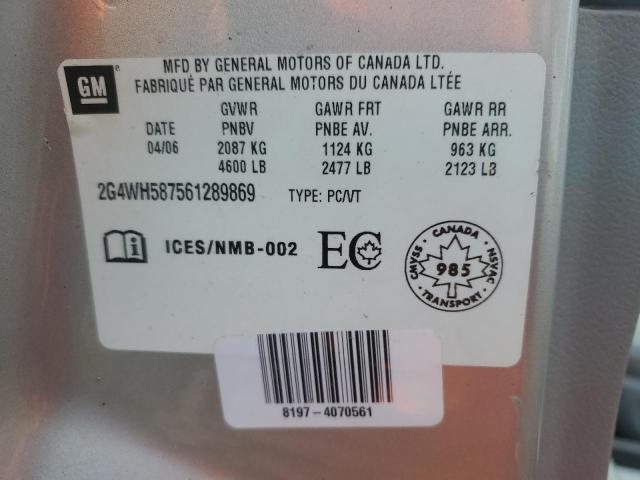 GM
MFD BY GENERAL MOTORS OF CANADA LTD.
FABRIQUÉ PAR GENERAL MOTORS DU CANADA LTÉE
GVWR GAWR FRT GAWR RR
DATE PNBV PNBE AV. PNBE ARR.
04/06 2087 KG 1124 KG 963 KG
4600 LB 2477 LB 2123 LB
2G4WH587561289869 TYPE: PC/VT
i ICES/NMB-002 EC
CANADA
CMVSS 985 NSVAC
TRANSPORT
8197-4070561